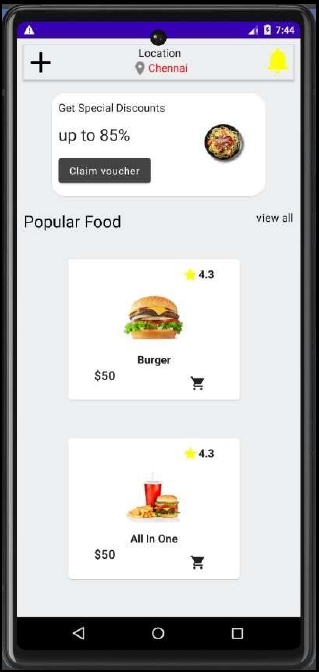 7:44
Location
Chennai
Get Special Discounts
up to 85%
Claim voucher
Popular Food
view all
4.3
Burger
$50
4.3
All In One
$50